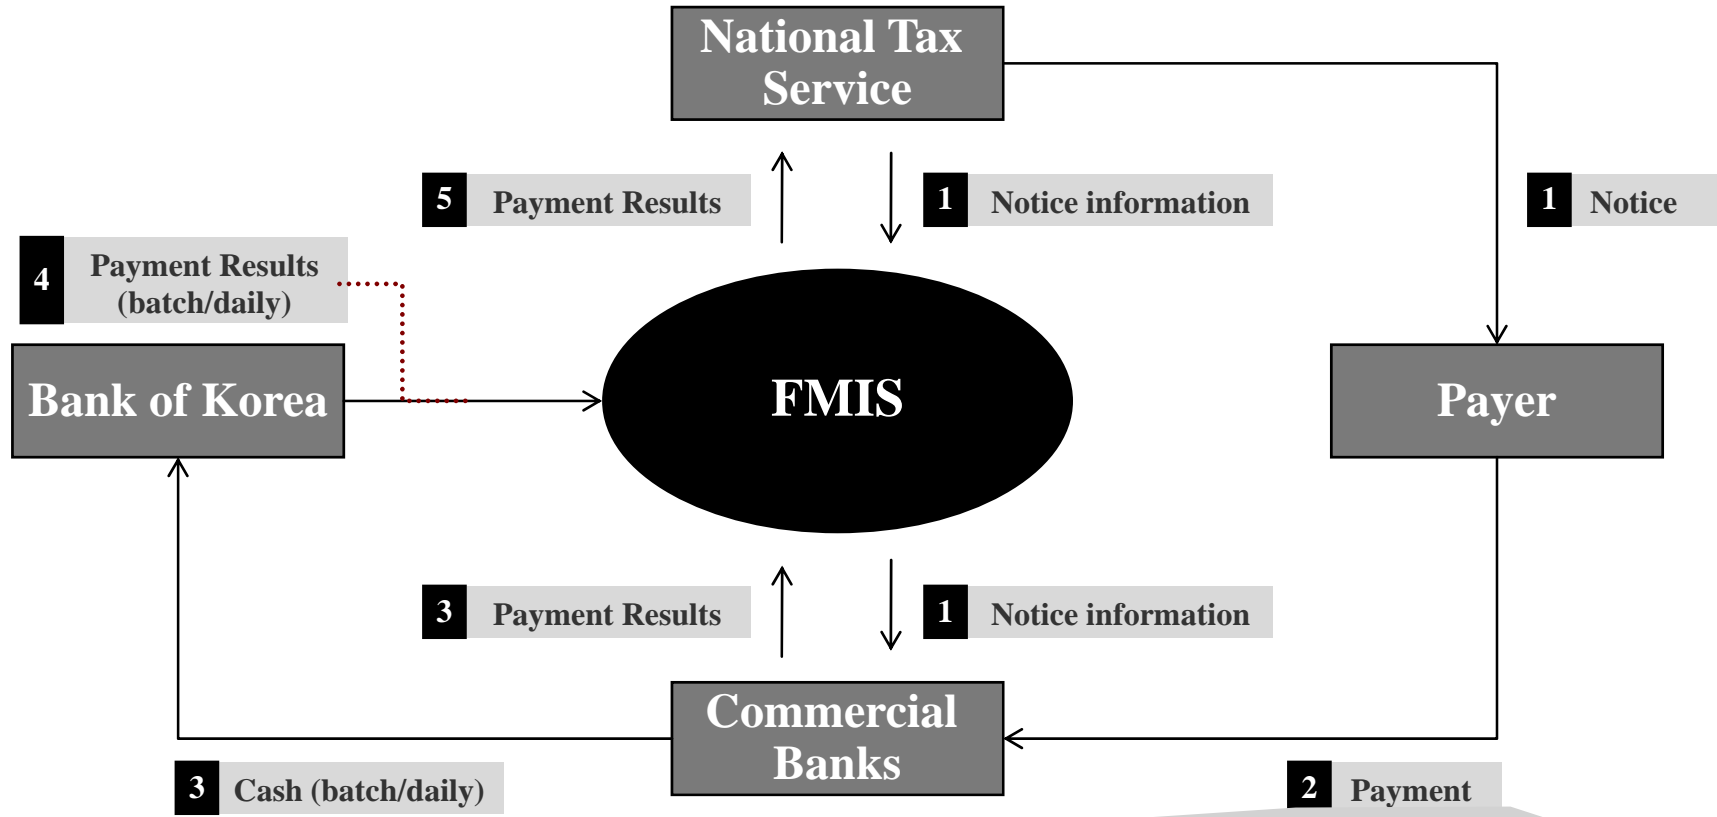 National Tax
Service
5 Payment Results
1 Notice information
1 Notice
4 Payment Results
(batch/daily)
Bank of Korea
FMIS
Payer
3 Payment Results
1 Notice information
Commercial
Banks
3 Cash (batch/daily)
2 Payment